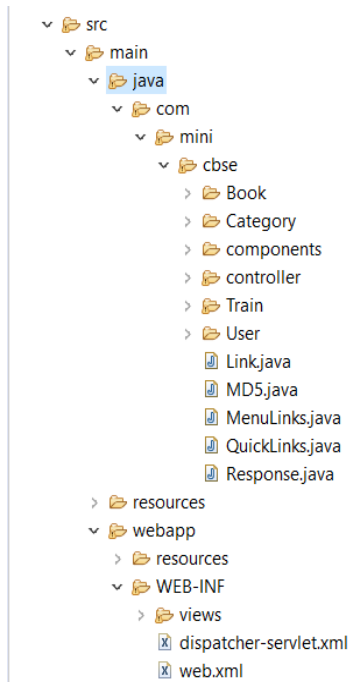 src
main
java
com
mini
cbse
Book
Category
components
controller
Train
User
Link.java
MD5.java
MenuLinks.java
QuickLinks.java
Response.java
resources
webapp
resources
WEB-INF
views
dispatcher-servlet.xml
web.xml